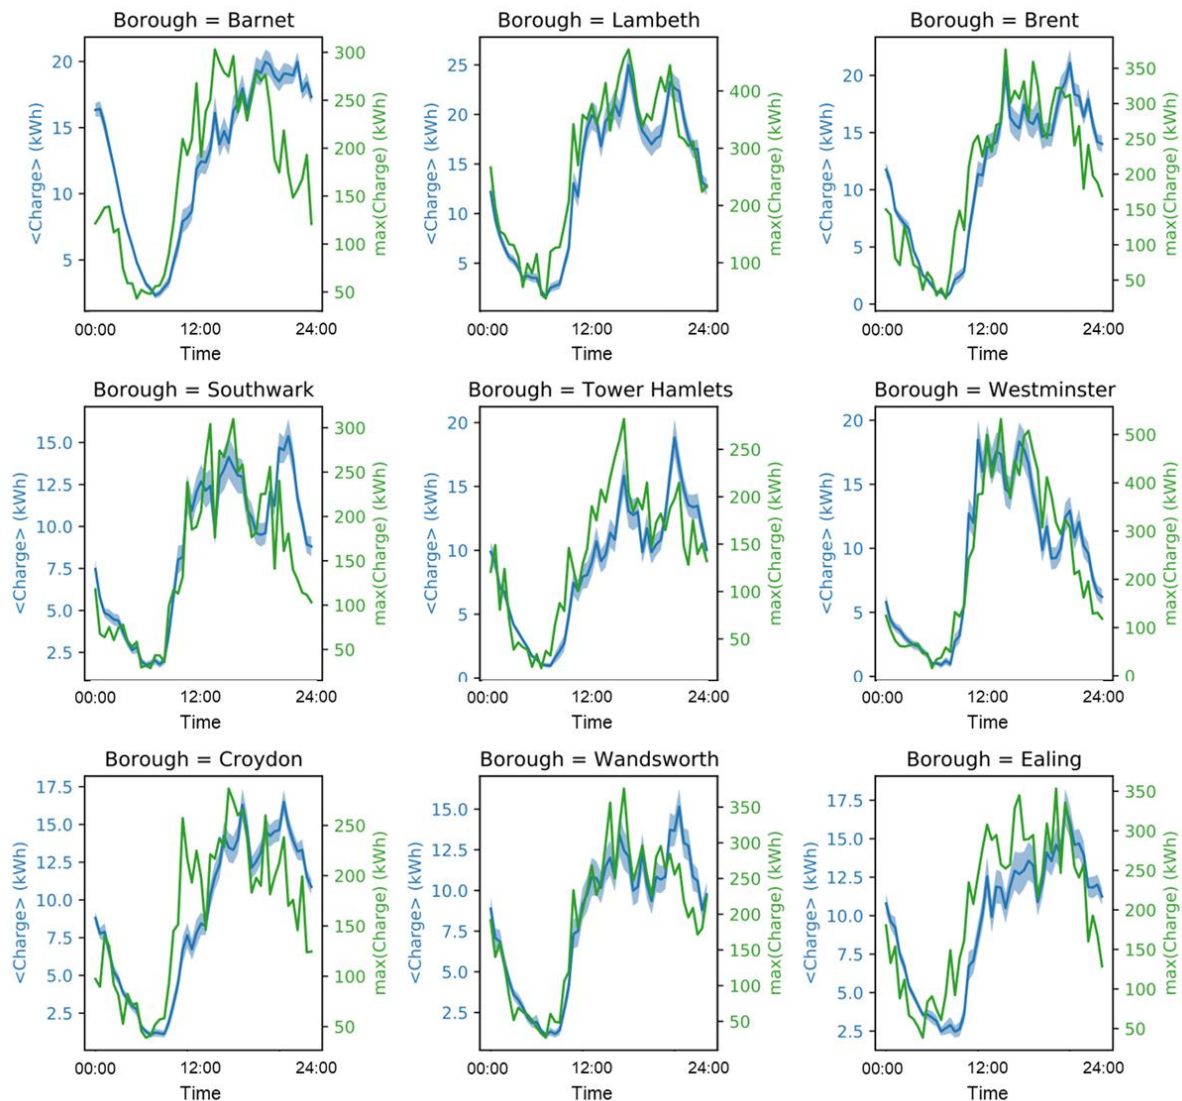 Borough = Barnet
<Charge> (kWh)
20
15
10
5
300
250
200
150
100
50
max(Charge) (kWh)
00:00 12:00 24:00
Time
Borough = Lambeth
<Charge> (kWh)
25
20
15
10
5
400
300
200
100
max(Charge) (kWh)
00:00 12:00 24:00
Time
Borough = Brent
<Charge> (kWh)
20
15
10
5
0
350
300
250
200
150
100
50
max(Charge) (kWh)
00:00 12:00 24:00
Time
Borough = Southwark
<Charge> (kWh)
15.0
12.5
10.0
7.5
5.0
2.5
300
250
200
150
100
50
max(Charge) (kWh)
00:00 12:00 24:00
Time
Borough = Tower Hamlets
<Charge> (kWh)
20
15
10
5
0
250
200
150
100
50
max(Charge) (kWh)
00:00 12:00 24:00
Time
Borough = Westminster
<Charge> (kWh)
20
15
10
5
0
500
400
300
200
100
0
max(Charge) (kWh)
00:00 12:00 24:00
Time
Borough = Croydon
<Charge> (kWh)
17.5
15.0
12.5
10.0
7.5
5.0
2.5
250
200
150
100
50
max(Charge) (kWh)
00:00 12:00 24:00
Time
Borough = Wandsworth
<Charge> (kWh)
15.0
12.5
10.0
7.5
5.0
2.5
350
300
250
200
150
100
50
max(Charge) (kWh)
00:00 12:00 24:00
Time
Borough = Ealing
<Charge> (kWh)
17.5
15.0
12.5
10.0
7.5
5.0
2.5
350
300
250
200
150
100
50
max(Charge) (kWh)
00:00 12:00 24:00
Time